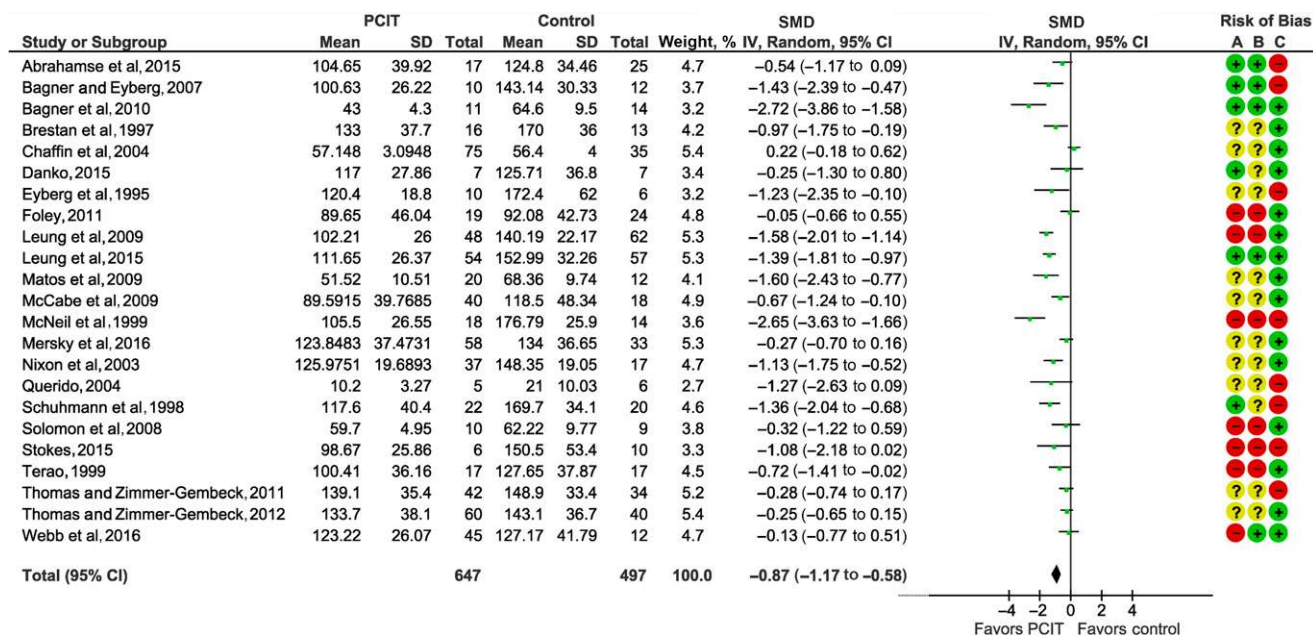 PCIT Control SMD SMD Risk of Bias
Study or Subgroup Mean SD Total Mean SD Total Weight, % IV, Random, 95% CI IV, Random, 95% CI A B C
Abrahamse et al, 2015 104.65 39.92 17 124.8 34.46 25 4.7 −0.54 (−1.17 to 0.09) + + −
Bagner and Eyberg, 2007 100.63 26.22 10 143.14 30.33 12 3.7 −1.43 (−2.39 to −0.47) + + −
Bagner et al, 2010 43 4.3 11 64.6 9.5 14 3.2 −2.72 (−3.86 to −1.58) + + +
Brestan et al, 1997 133 37.7 16 170 36 13 4.2 −0.97 (−1.75 to −0.19) ? ? +
Chaffin et al, 2004 57.148 3.0948 75 56.4 4 35 5.4 0.22 (−0.18 to 0.62) ? ? +
Danko, 2015 117 27.86 7 125.71 36.8 7 3.4 −0.25 (−1.30 to 0.80) + ? +
Eyberg et al, 1995 120.4 18.8 10 172.4 62 6 3.2 −1.23 (−2.35 to −0.10) ? ? −
Foley, 2011 89.65 46.04 19 92.08 42.73 24 4.8 −0.05 (−0.66 to 0.55) − − +
Leung et al, 2009 102.21 26 48 140.19 22.17 62 5.3 −1.58 (−2.01 to −1.14) − − +
Leung et al, 2015 111.65 26.37 54 152.99 32.26 57 5.3 −1.39 (−1.81 to −0.97) + + +
Matos et al, 2009 51.52 10.51 20 68.36 9.74 12 4.1 −1.60 (−2.43 to −0.77) ? ? +
McCabe et al, 2009 89.5915 39.7685 40 118.5 48.34 18 4.9 −0.67 (−1.24 to −0.10) ? ? +
McNeil et al, 1999 105.5 26.55 18 176.79 25.9 14 3.6 −2.65 (−3.63 to −1.66) − − −
Mersky et al, 2016 123.8483 37.4731 58 134 36.65 33 5.3 −0.27 (−0.70 to 0.16) ? ? +
Nixon et al, 2003 125.9751 19.6893 37 148.35 19.05 17 4.7 −1.13 (−1.75 to −0.52) ? ? +
Querido, 2004 10.2 3.27 5 21 10.03 6 2.7 −1.27 (−2.63 to 0.09) ? ? −
Schuhmann et al, 1998 117.6 40.4 22 169.7 34.1 20 4.6 −1.36 (−2.04 to −0.68) + ? −
Solomon et al, 2008 59.7 4.95 10 62.22 9.77 9 3.8 −0.32 (−1.22 to 0.59) − − +
Stokes, 2015 98.67 25.86 6 150.5 53.4 10 3.3 −1.08 (−2.18 to 0.02) − − −
Terao, 1999 100.41 36.16 17 127.65 37.87 17 4.5 −0.72 (−1.41 to −0.02) − − +
Thomas and Zimmer-Gembeck, 2011 139.1 35.4 42 148.9 33.4 34 5.2 −0.28 (−0.74 to 0.17) ? ? −
Thomas and Zimmer-Gembeck, 2012 133.7 38.1 60 143.1 36.7 40 5.4 −0.25 (−0.65 to 0.15) ? ? +
Webb et al, 2016 123.22 26.07 45 127.17 41.79 12 4.7 −0.13 (−0.77 to 0.51) − + +
Total (95% CI) 647 497 100.0 −0.87 (−1.17 to −0.58)
−4 −2 0 2 4
Favors PCIT Favors control